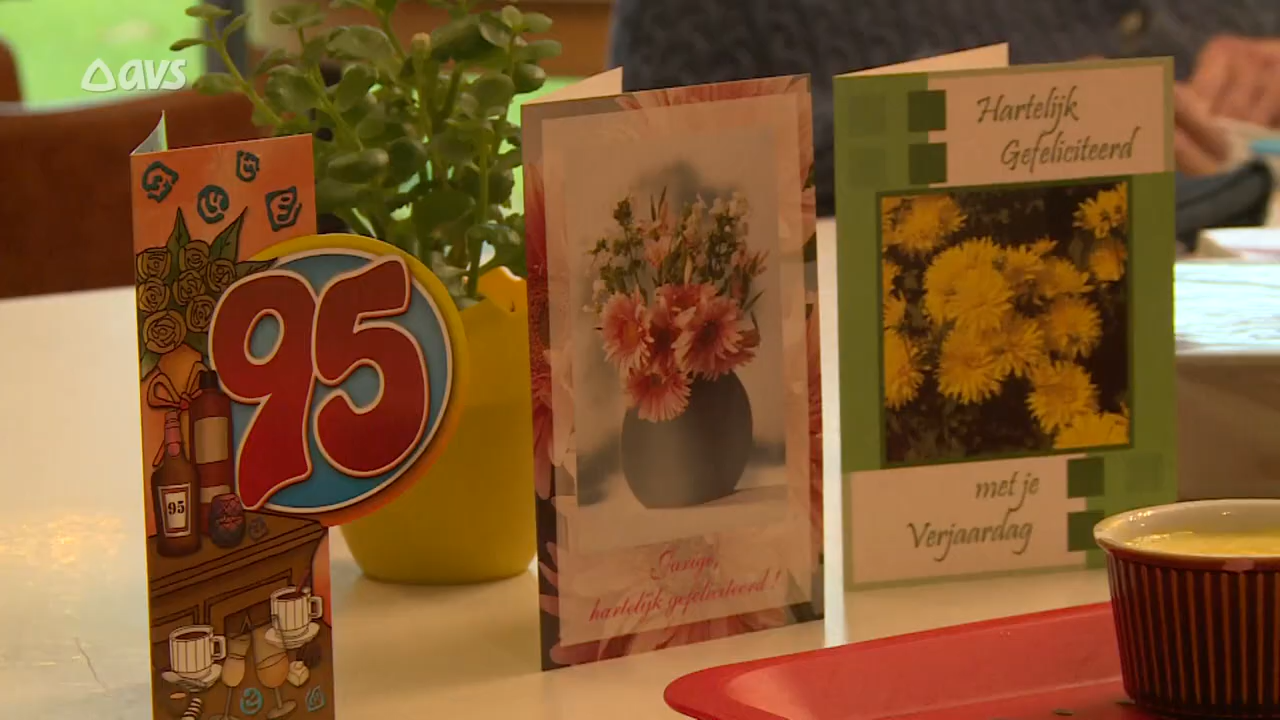 avs
95
95
Jarige,
hartelijk gefeliciteerd!
Hartelijk
Gefeliciteerd
met je
Verjaardag